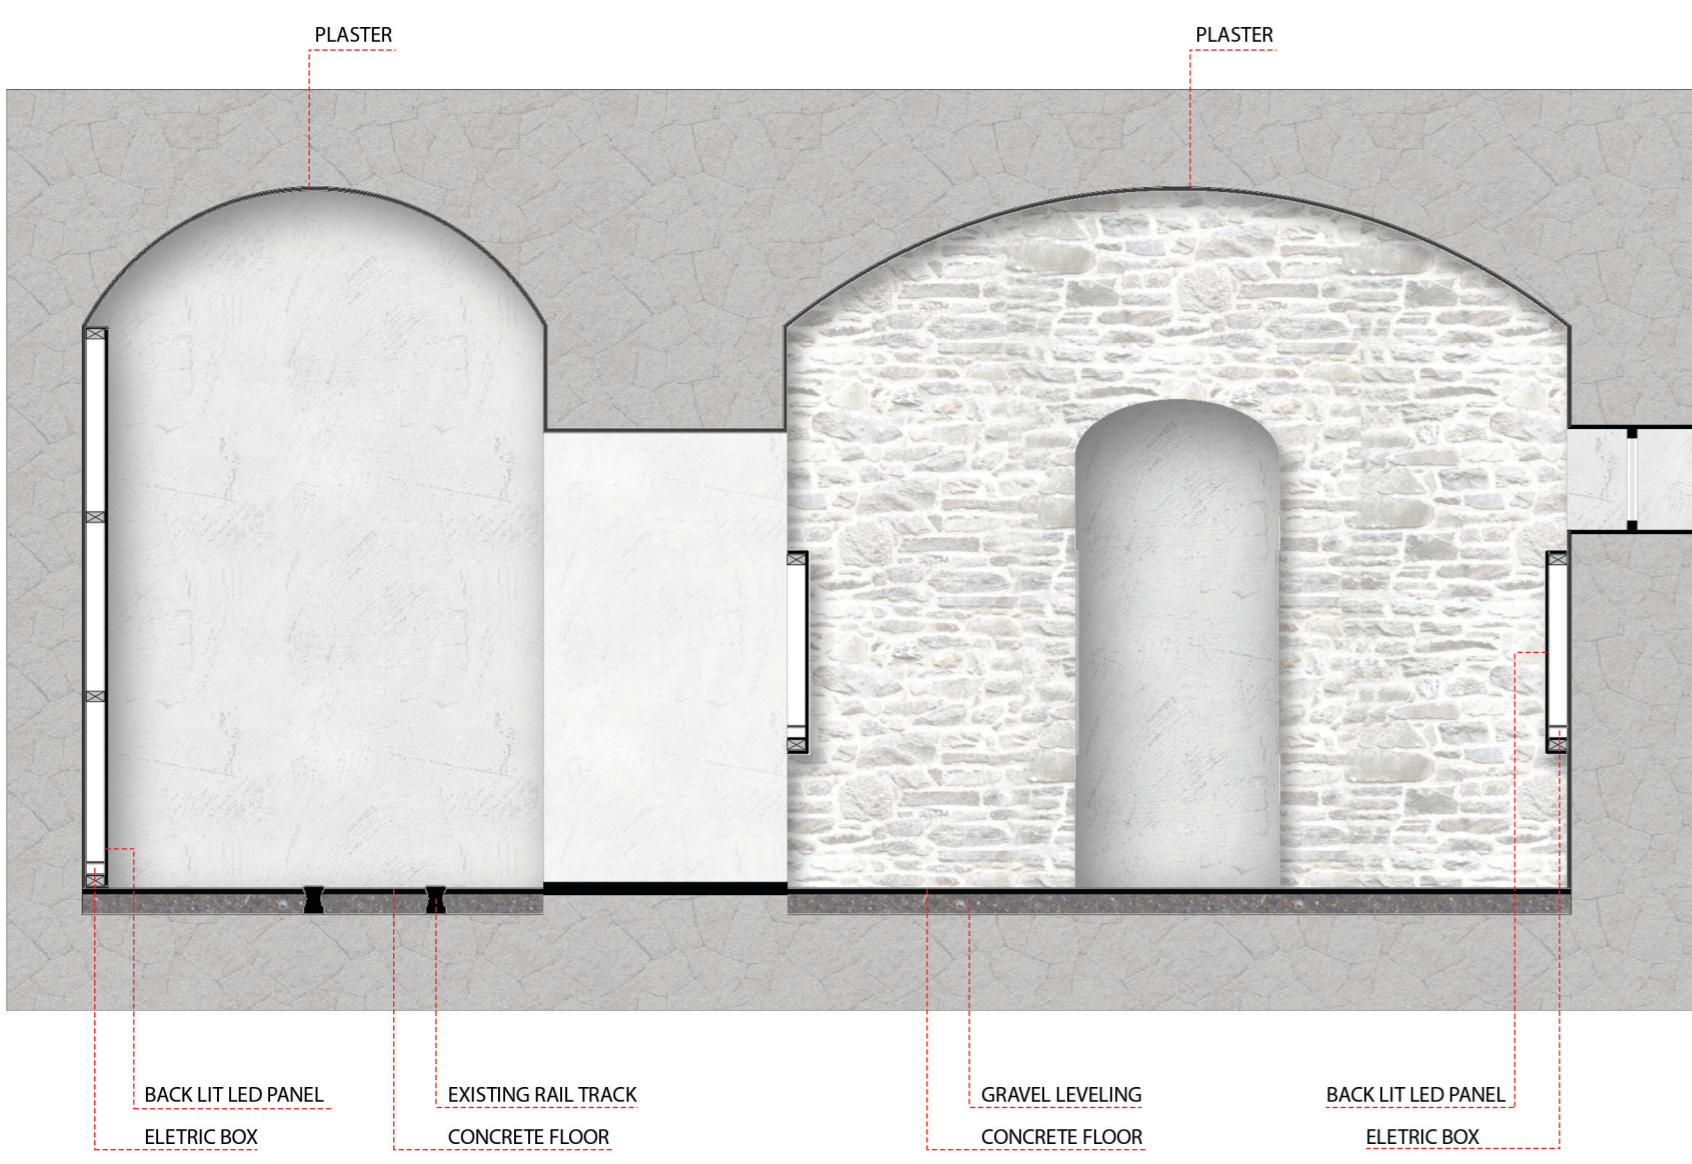 PLASTER
PLASTER
BACK LIT LED PANEL
EXISTING RAIL TRACK
GRAVEL LEVELING
BACK LIT LED PANEL
ELETRIC BOX
CONCRETE FLOOR
CONCRETE FLOOR
ELETRIC BOX